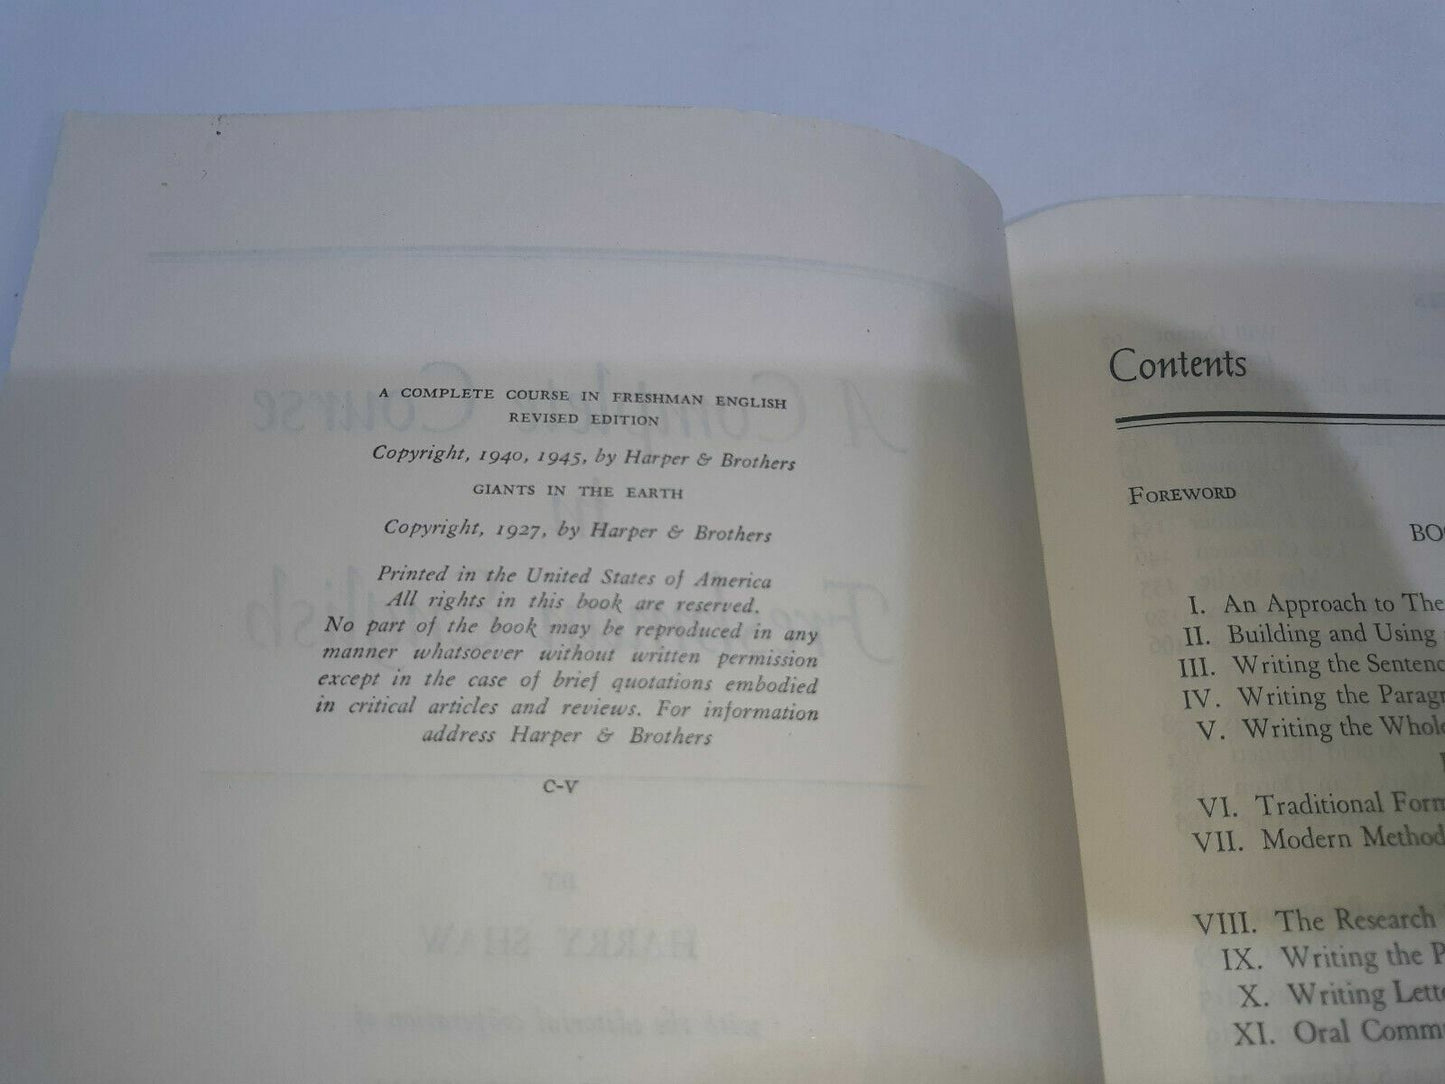 A COMPLETE COURSE IN FRESHMAN ENGLISH
REVISED EDITION
Copyright, 1940, 1945, by Harper & Brothers
GIANTS IN THE EARTH
Copyright, 1927, by Harper & Brothers
Printed in the United States of America
All rights in this book are reserved.
No part of the book may be reproduced in any
manner whatsoever without written permission
except in the case of brief quotations embodied
in critical articles and reviews. For information
address Harper & Brothers
C-V
Contents
FOREWORD
BO
I. An Approach to The
II. Building and Using
III. Writing the Sentenc
IV. Writing the Paragr
V. Writing the Whole
VI. Traditional Form
VII. Modern Method
VIII. The Research
IX. Writing the P
X. Writing Lette
XI. Oral Comm